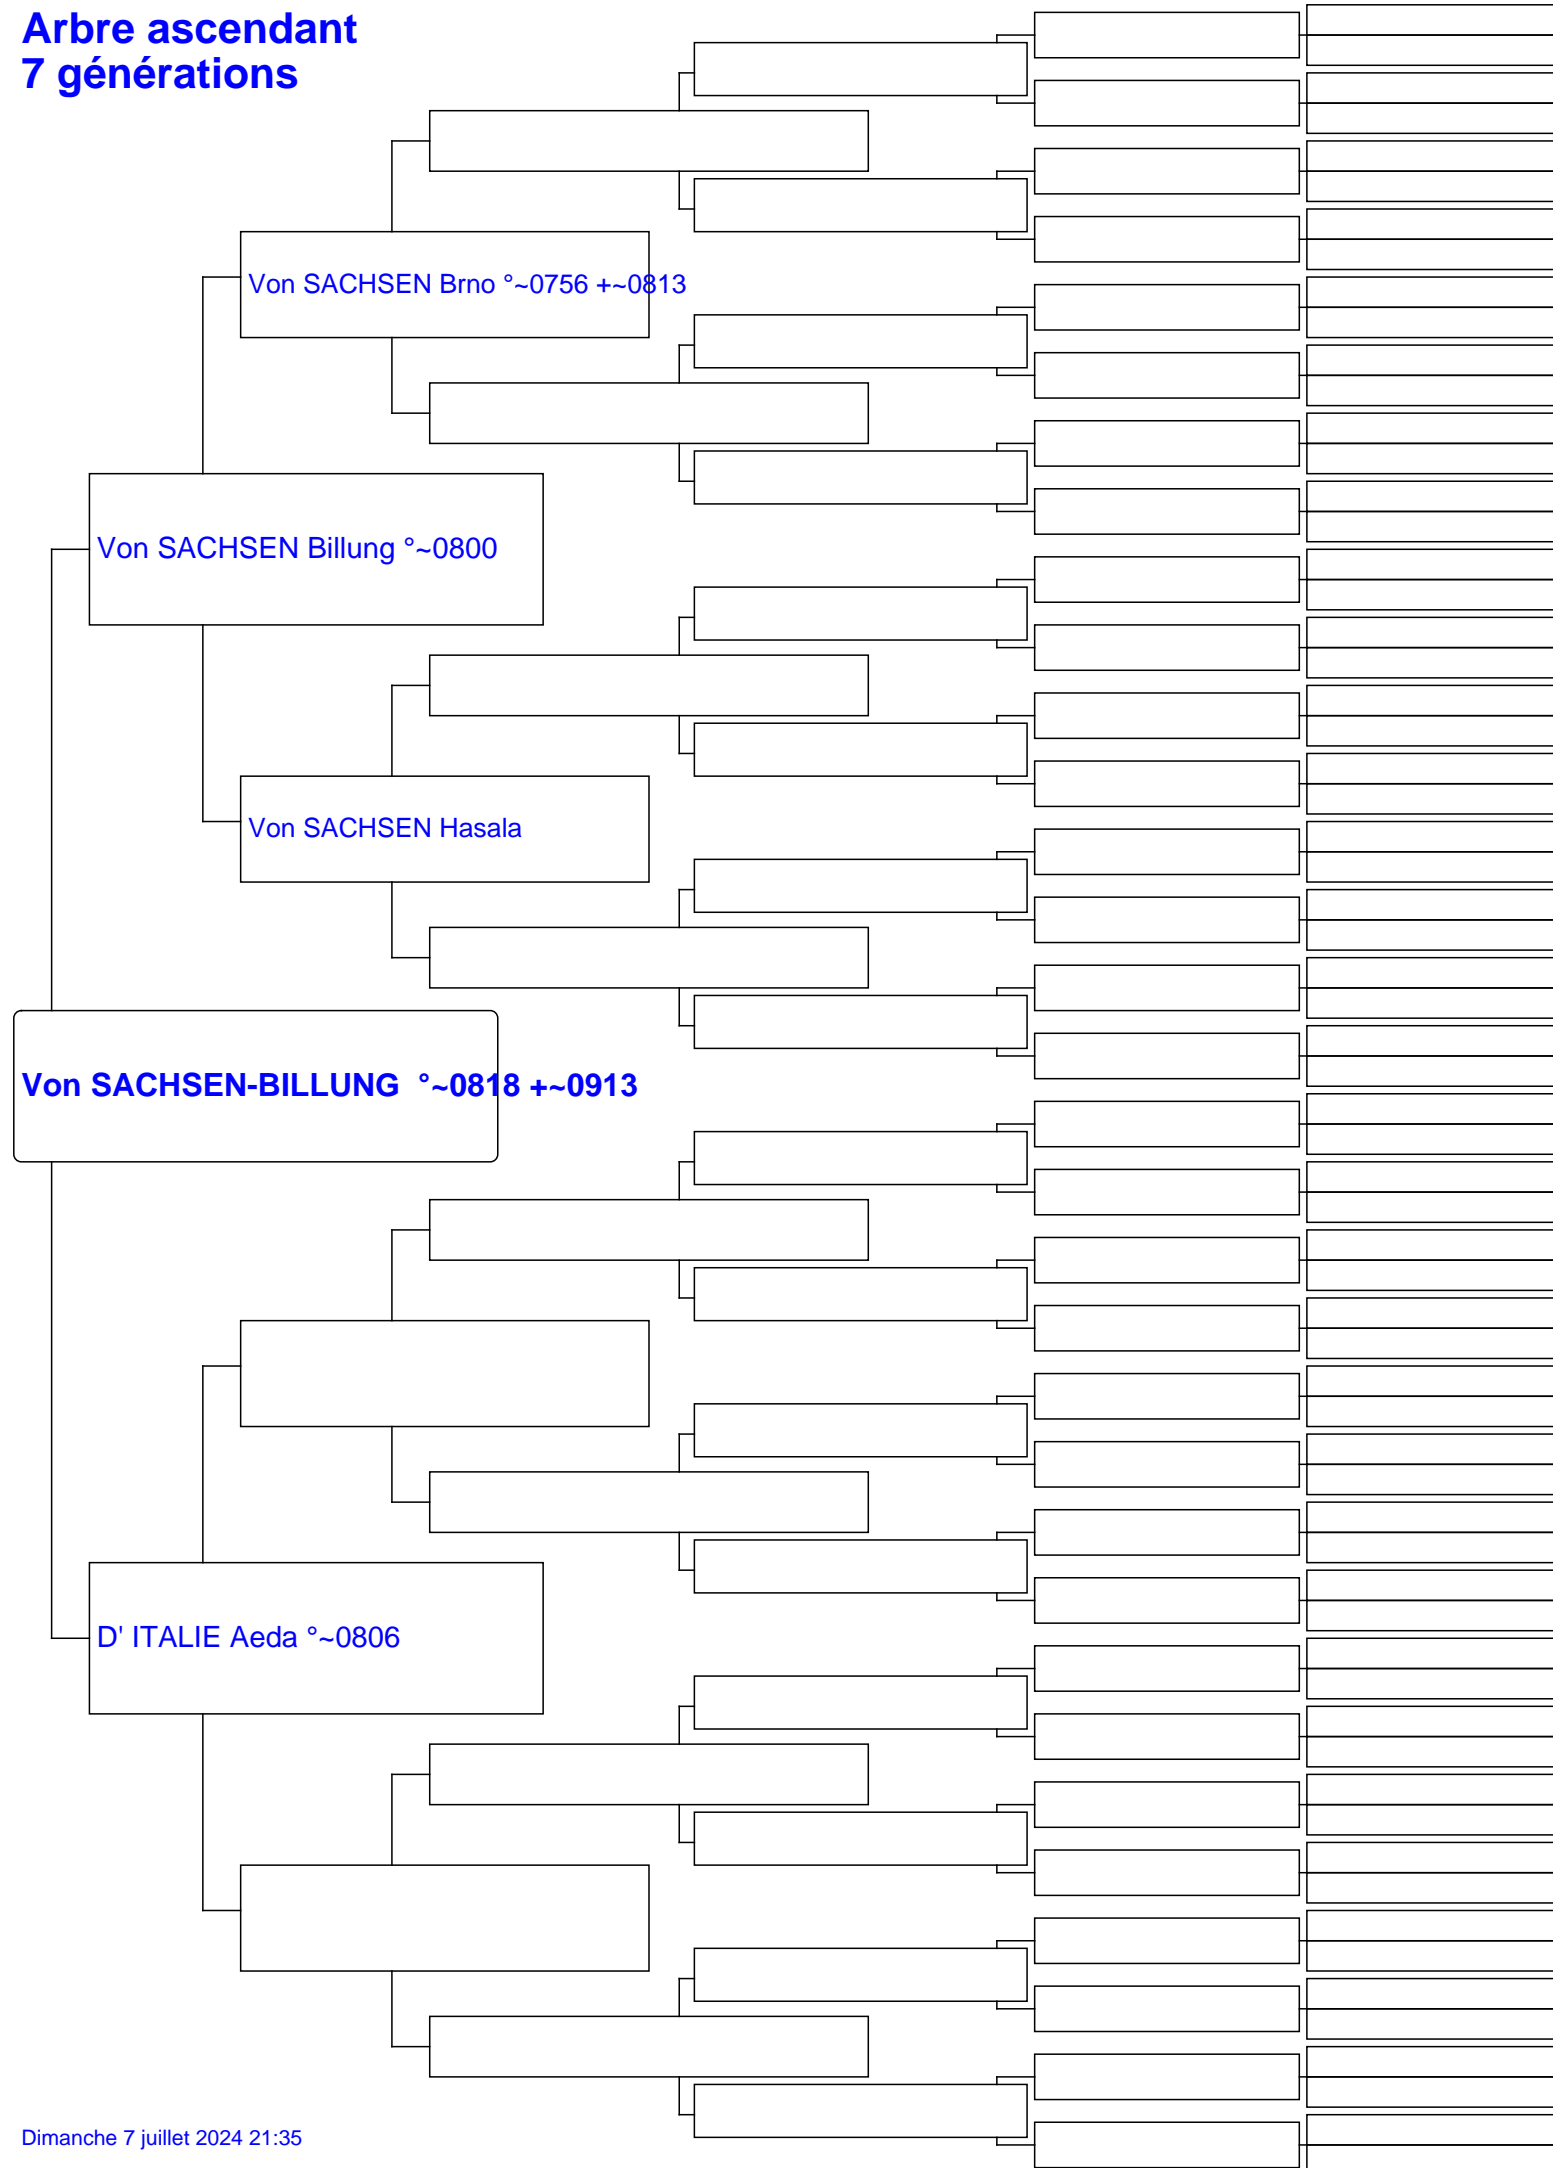 Arbre ascendant
7 générations
Von SACHSEN Brno °~0756 +~0813
Von SACHSEN Billung °~0800
Von SACHSEN Hasala
Von SACHSEN-BILLUNG °~0818 +~0913
D' ITALIE Aeda °~0806
Dimanche 7 juillet 2024 21:35